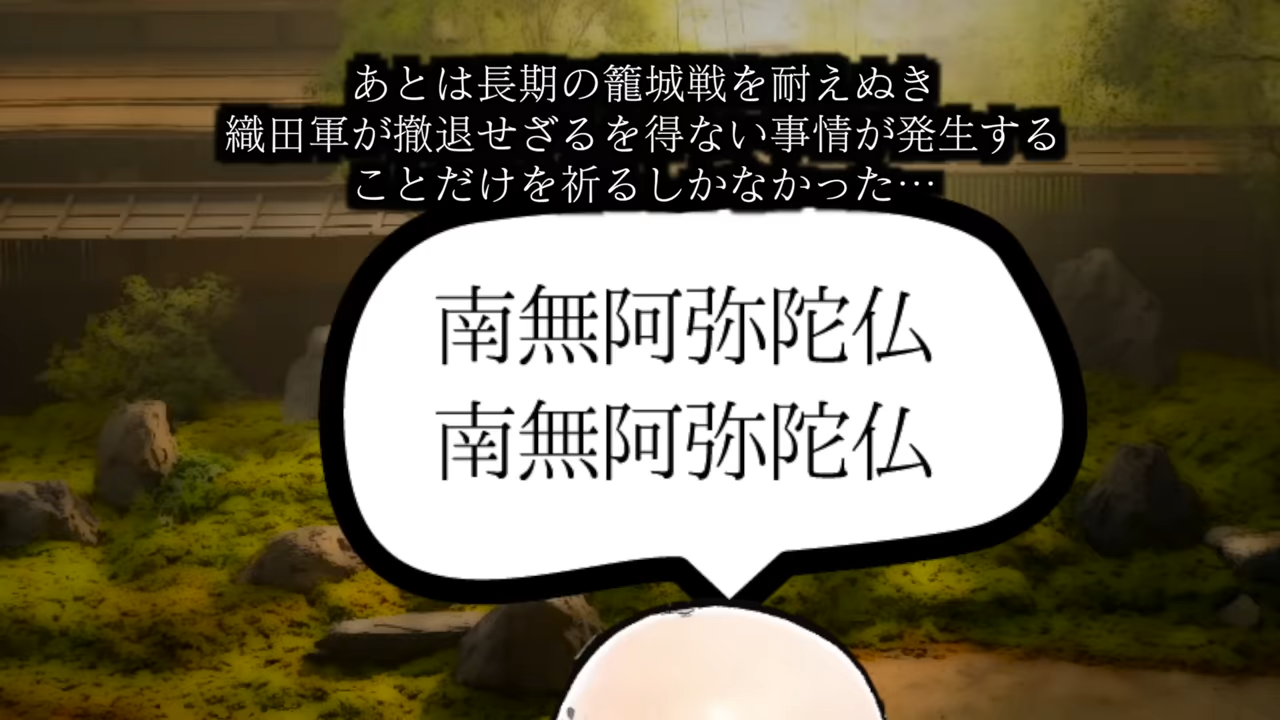 あとは長期の籠城戦を耐えぬき
織田軍が撤退せざるを得ない事情が発生する
ことだけを祈るしかなかった…
南無阿弥陀仏
南無阿弥陀仏